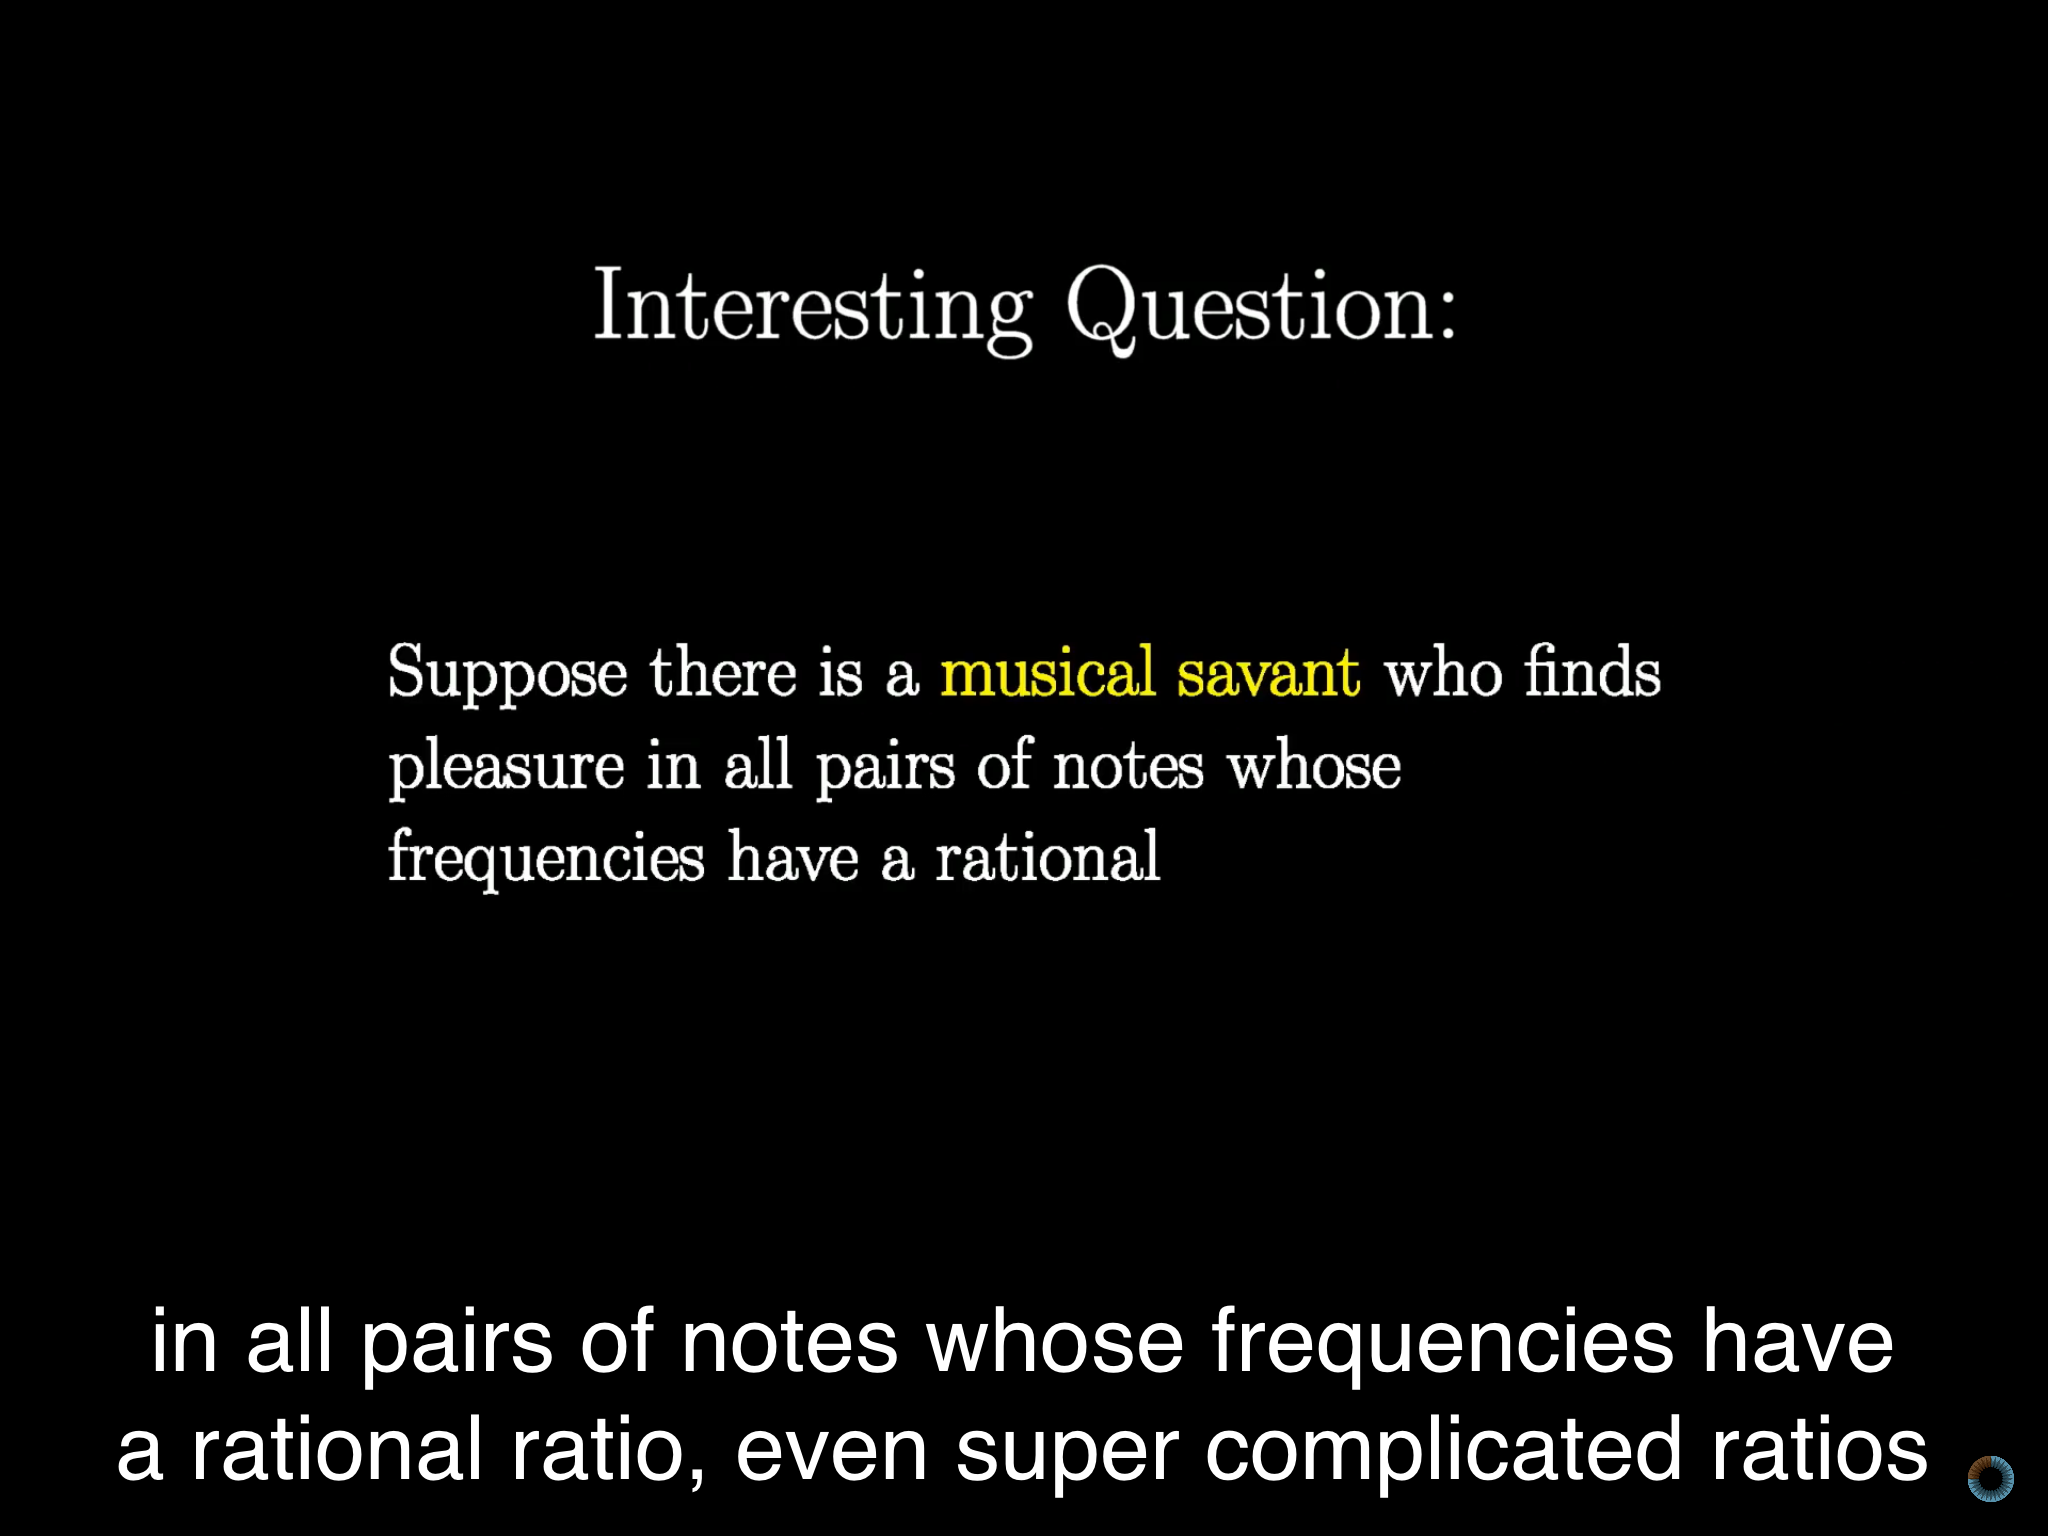 Interesting Question:
Suppose there is a musical savant who finds
pleasure in all pairs of notes whose
frequencies have a rational
in all pairs of notes whose frequencies have
a rational ratio, even super complicated ratios